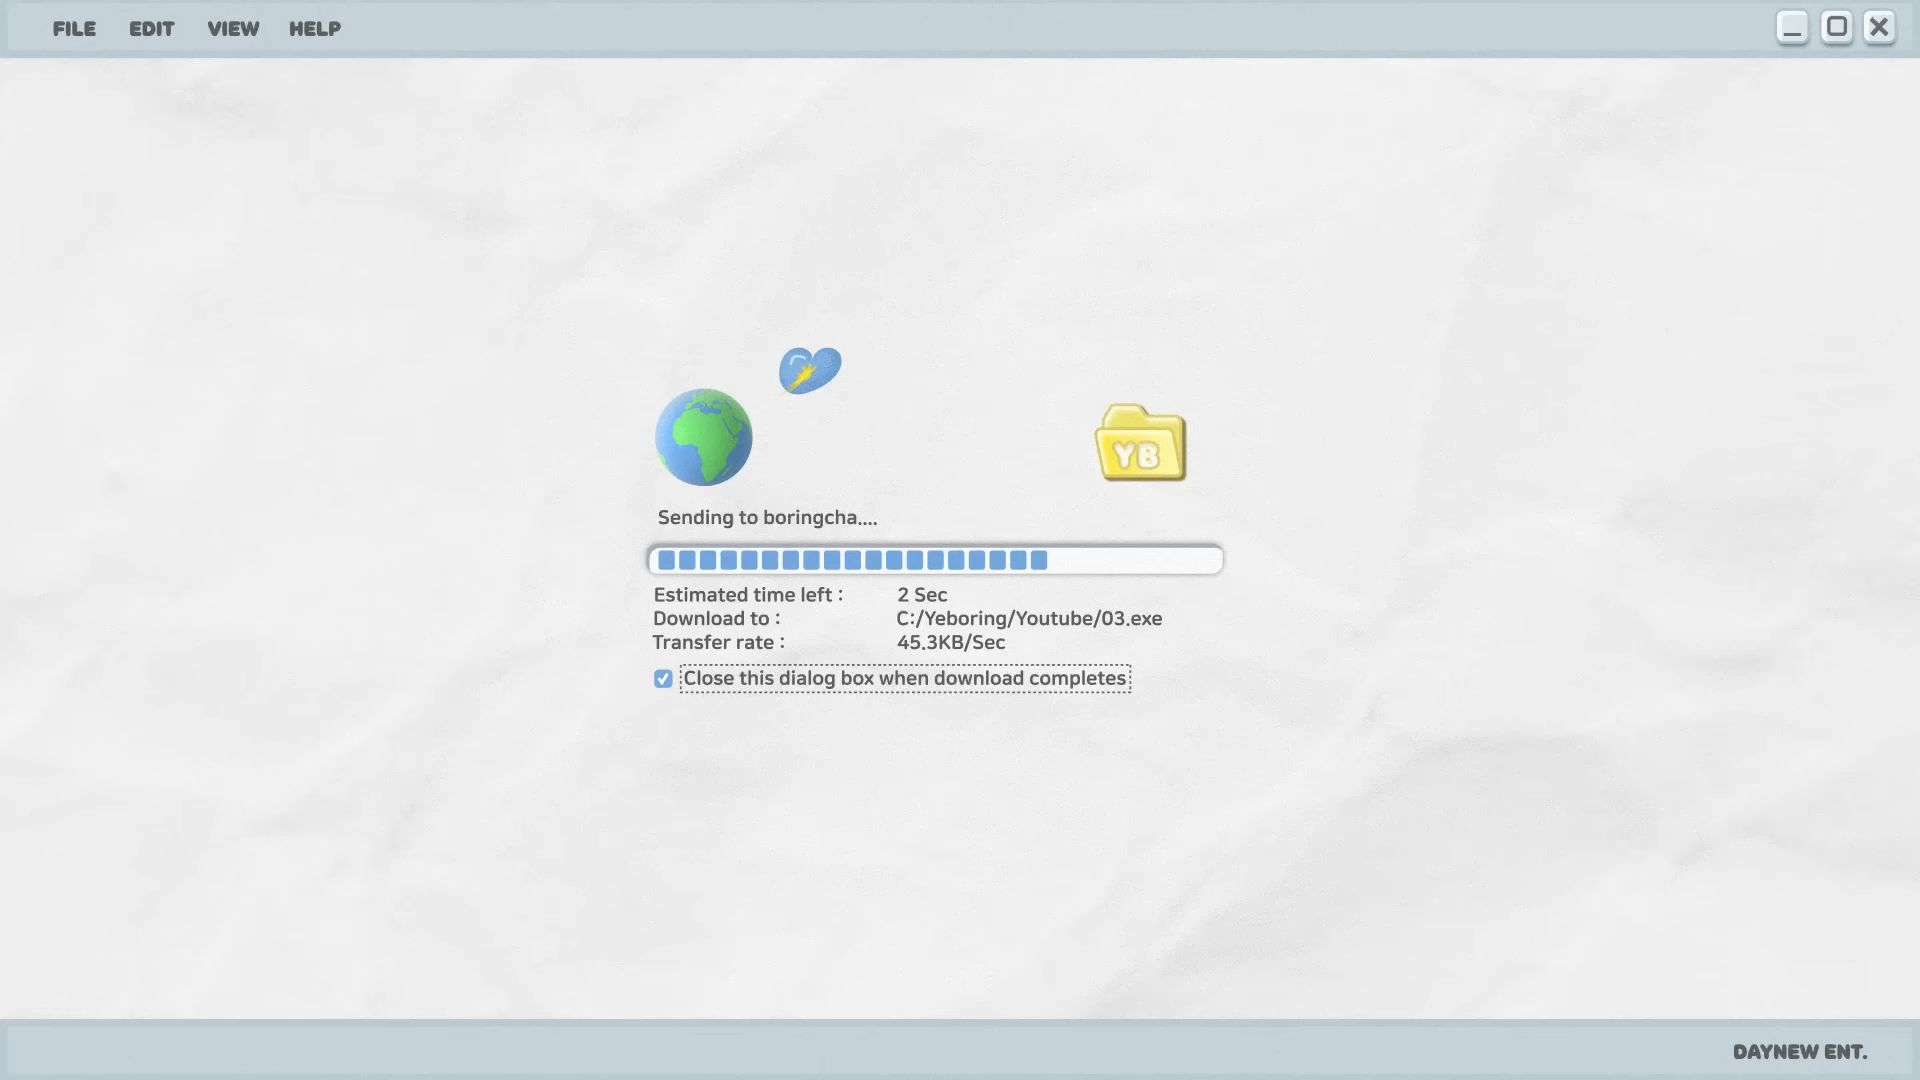 FILE EDIT VIEW HELP
YB
Sending to boringcha....
Estimated time left : 2 Sec
Download to : C:/Yeboring/Youtube/03.exe
Transfer rate : 45.3KB/Sec
Close this dialog box when download completes
DAYNEW ENT.